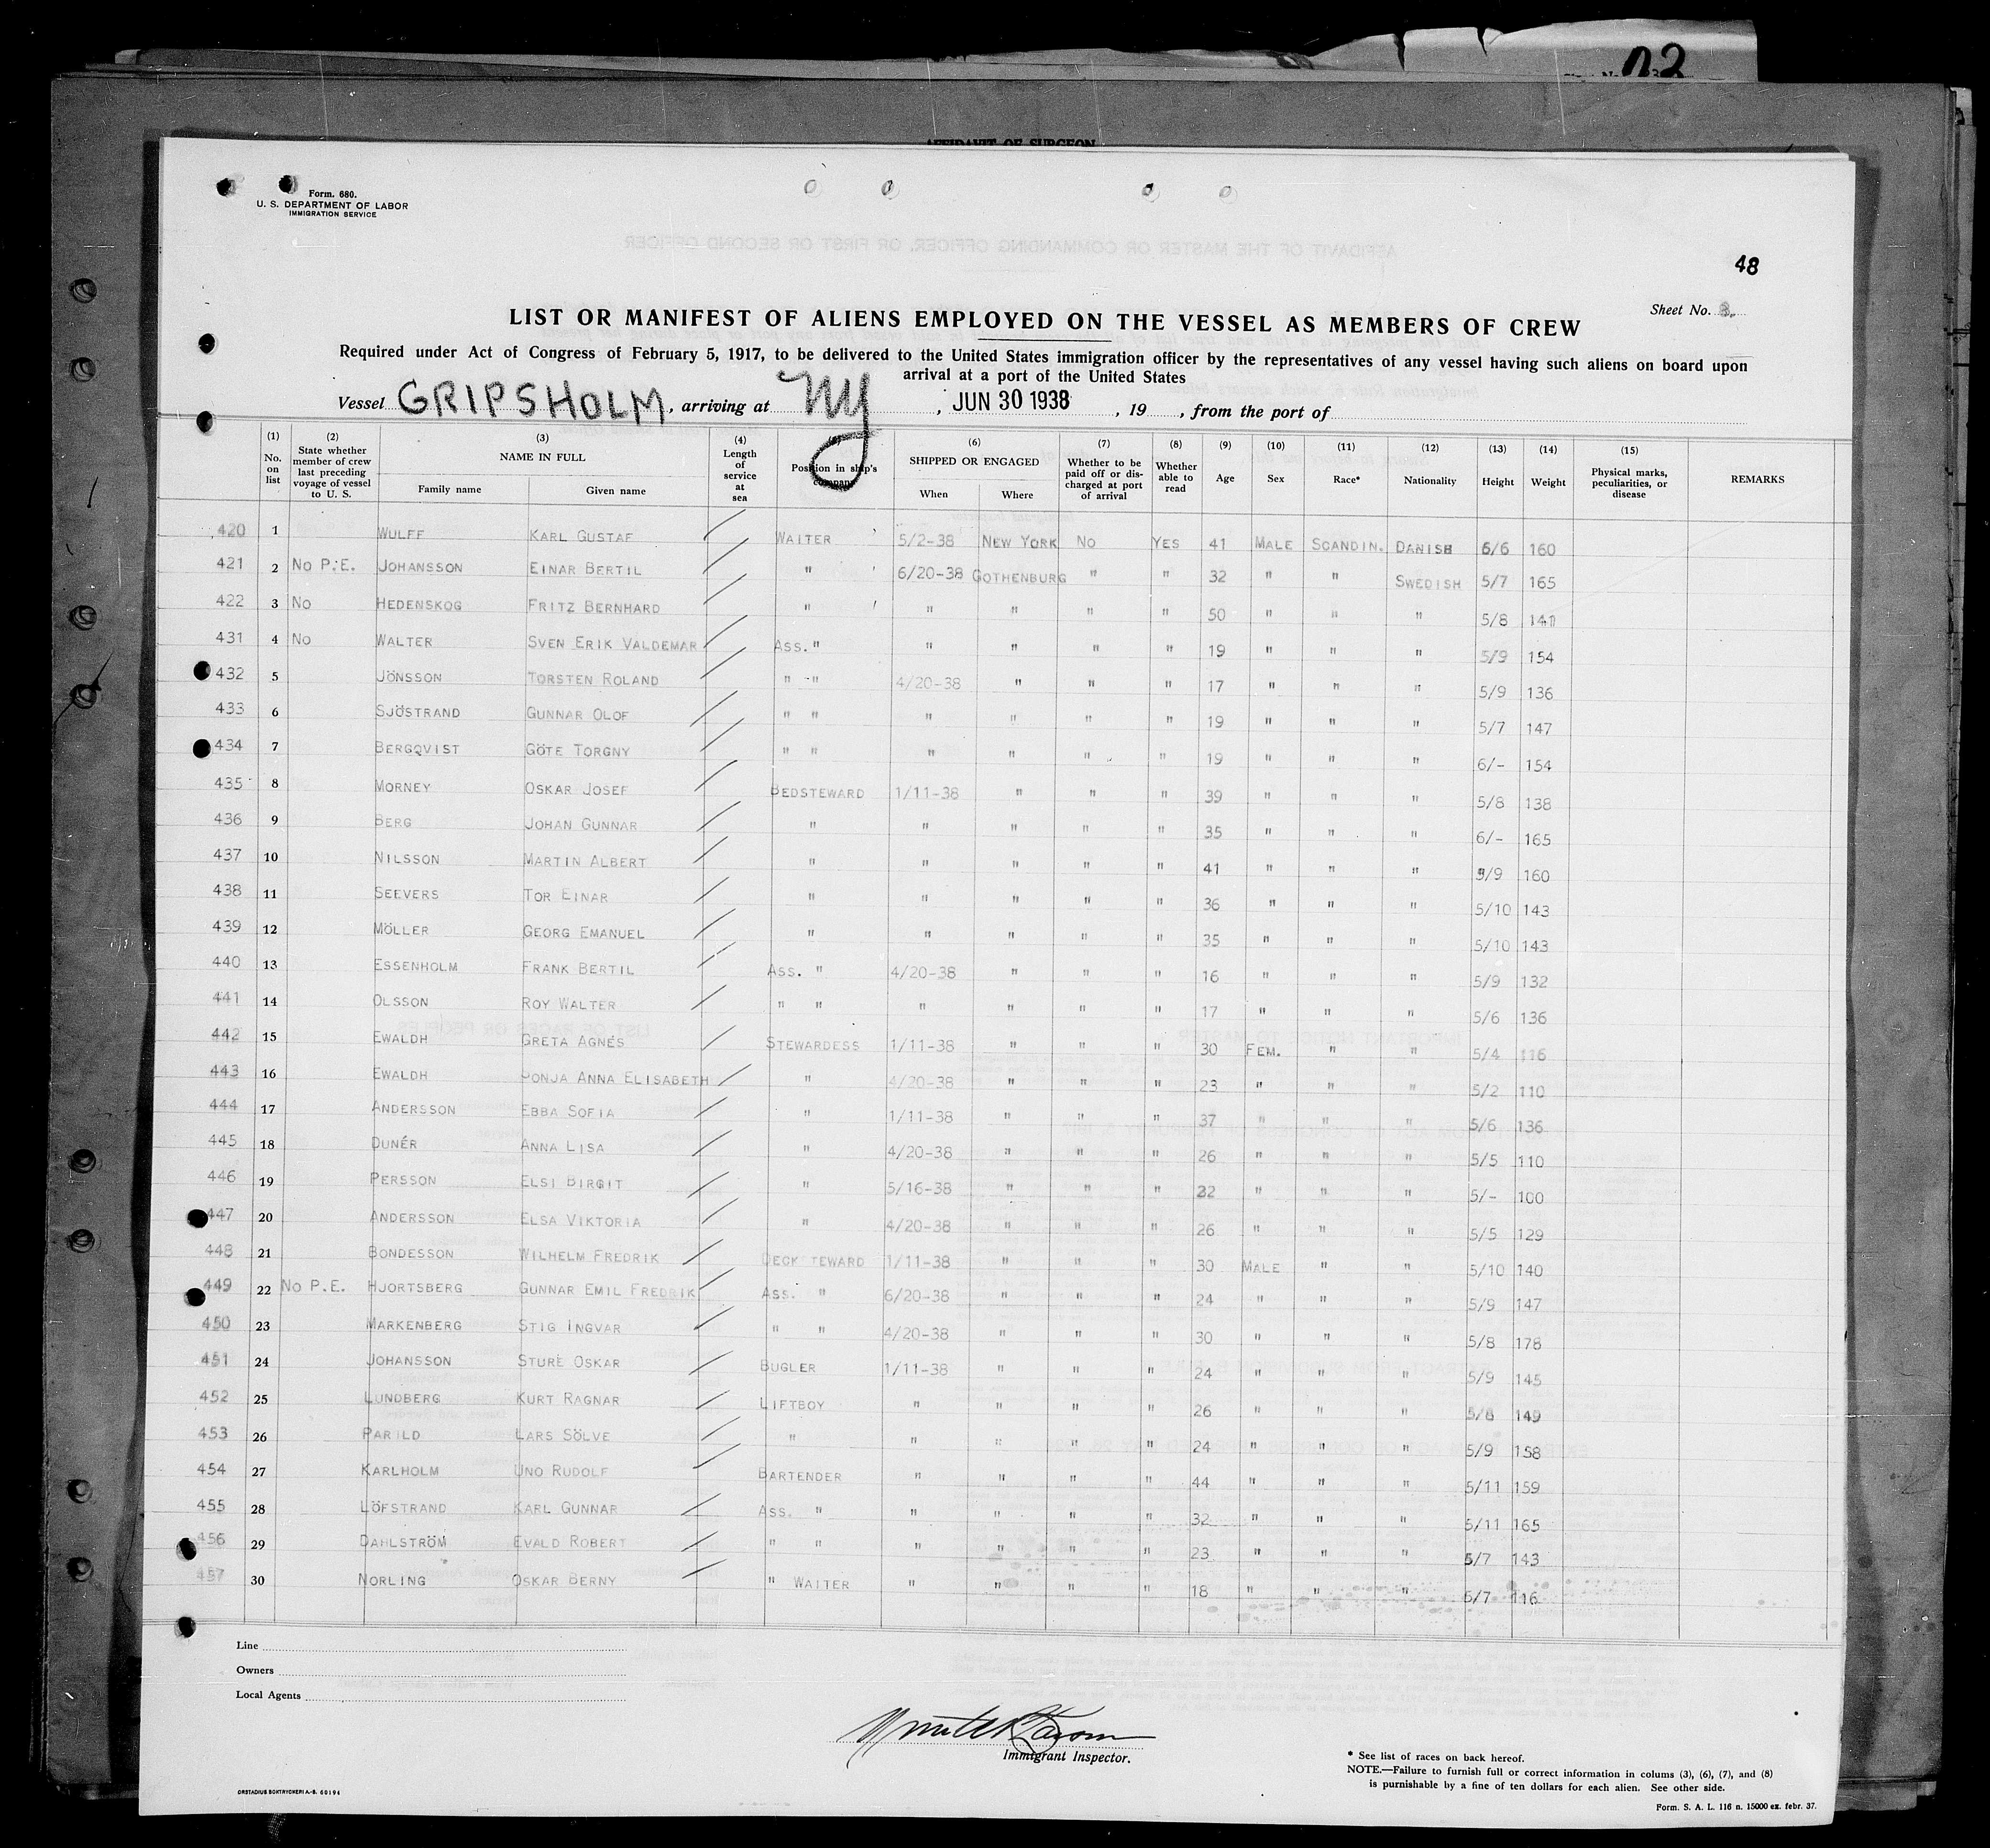 AFFIDAVIT OF SURGEON
Form. 680.
U. S. DEPARTMENT OF LABOR
IMMIGRATION SERVICE
48
Sheet No.
LIST OR MANIFEST OF ALIENS EMPLOYED ON THE VESSEL AS MEMBERS OF CREW
Required under Act of Congress of February 5, 1917, to be delivered to the United States immigration officer by the representatives of any vessel having such aliens on board upon
arrival at a port of the United States
Vessel GRIPSHOLM, arriving at NY, JUN 30 1938, 19, from the port of
(1) No. on list (2) State whether member of crew last preceding voyage of vessel to U. S. (3) NAME IN FULL Family name Given name (4) Length of service at sea Position in ship's company (6) SHIPPED OR ENGAGED When Where (7) Whether to be paid off or discharged at port of arrival (8) Whether able to read (9) Age (10) Sex (11) Race* (12) Nationality (13) Height (14) Weight (15) Physical marks, peculiarities, or disease REMARKS
420 1 WULFF KARL GUSTAF / WAITER 5/2-38 NEW YORK NO YES 41 MALE SCANDIN. DANISH 6/6 160
421 2 NO P.E. JOHANSSON EINAR BERTIL / " 6/20-38 GOTHENBURG " " 32 " " SWEDISH 5/7 165
422 3 NO HEDENSKOG FRITZ BERNHARD / " " " " " 50 " " " 5/8 141
431 4 NO WALTER SVEN ERIK VALDEMAR / ASS. " " " " " 19 " " " 5/9 154
432 5 JÖNSSON TORSTEN ROLAND / " " 4/20-38 " " " 17 " " " 5/9 136
433 6 SJÖSTRAND GUNNAR OLOF / " " " " " " 19 " " " 5/7 147
434 7 BERGQVIST GÖTE TORGNY / " " " " " " 19 " " " 6/- 154
435 8 MORNEY OSKAR JOSEF / BEDSTEWARD 1/11-38 " " " 39 " " " 5/8 138
436 9 BERG JOHAN GUNNAR / " " " " " 35 " " " 6/- 165
437 10 NILSSON MARTIN ALBERT / " " " " " 41 " " " 5/9 160
438 11 SEEVERS TOR EINAR / " " " " " 36 " " " 5/10 143
439 12 MÖLLER GEORG EMANUEL / " " " " " 35 " " " 5/10 143
440 13 ESSENHOLM FRANK BERTIL / ASS. " 4/20-38 " " " 16 " " " 5/9 132
441 14 OLSSON ROY WALTER / " " " " " " 17 " " " 5/6 136
442 15 EWALDH GRETA AGNES / STEWARDESS 1/11-38 " " " 30 FEM. " " 5/4 116
443 16 EWALDH SONJA ANNA ELISABETH / " 4/20-38 " " " 23 " " " 5/2 110
444 17 ANDERSSON EBBA SOFIA / " 1/11-38 " " " 37 " " " 5/6 136
445 18 DUNÉR ANNA LISA / " 4/20-38 " " " 26 " " " 5/5 110
446 19 PERSSON ELSI BIRGIT / " 5/16-38 " " " 22 " " " 5/- 100
447 20 ANDERSSON ELSA VIKTORIA / " 4/20-38 " " " 26 " " " 5/5 129
448 21 BONDESSON WILHELM FREDRIK / DECK TEWARD 1/11-38 " " " 30 MALE " " 5/10 140
449 22 NO P.E. HJORTSBERG GUNNAR EMIL FREDRIK / ASS. " 6/20-38 " " " 24 " " " 5/9 147
450 23 MARKENBERG STIG INGVAR / " " 4/20-38 " " " 30 " " " 5/8 178
451 24 JOHANSSON STURE OSKAR / BUGLER 1/11-38 " " " 24 " " " 5/9 145
452 25 LUNDBERG KURT RAGNAR / LIFTBOY " " " " 26 " " " 5/8 149
453 26 PARILD LARS SÖLVE / " " " " " 24 " " " 5/9 158
454 27 KARLHOLM UNO RUDOLF / BARTENDER " " " " 44 " " " 5/11 159
455 28 LÖFSTRAND KARL GUNNAR / ASS. " " " " " 32 " " " 5/11 165
456 29 DAHLSTRÖM EVALD ROBERT / " " " " " " 23 " " " 5/7 143
457 30 NORLING OSKAR BERNY / " WAITER " " " " 18 " " " 6/7 116
Line
Owners
Local Agents
Immigrant Inspector.
* See list of races on back hereof.
NOTE.—Failure to furnish full or correct information in colums (3), (6), (7), and (8)
is punishable by a fine of ten dollars for each alien. See other side.
ORSTADIUS BOKTRYCKERI A.-B. 60194
Form. S. A. L. 116 n. 15000 ex. febr. 37.